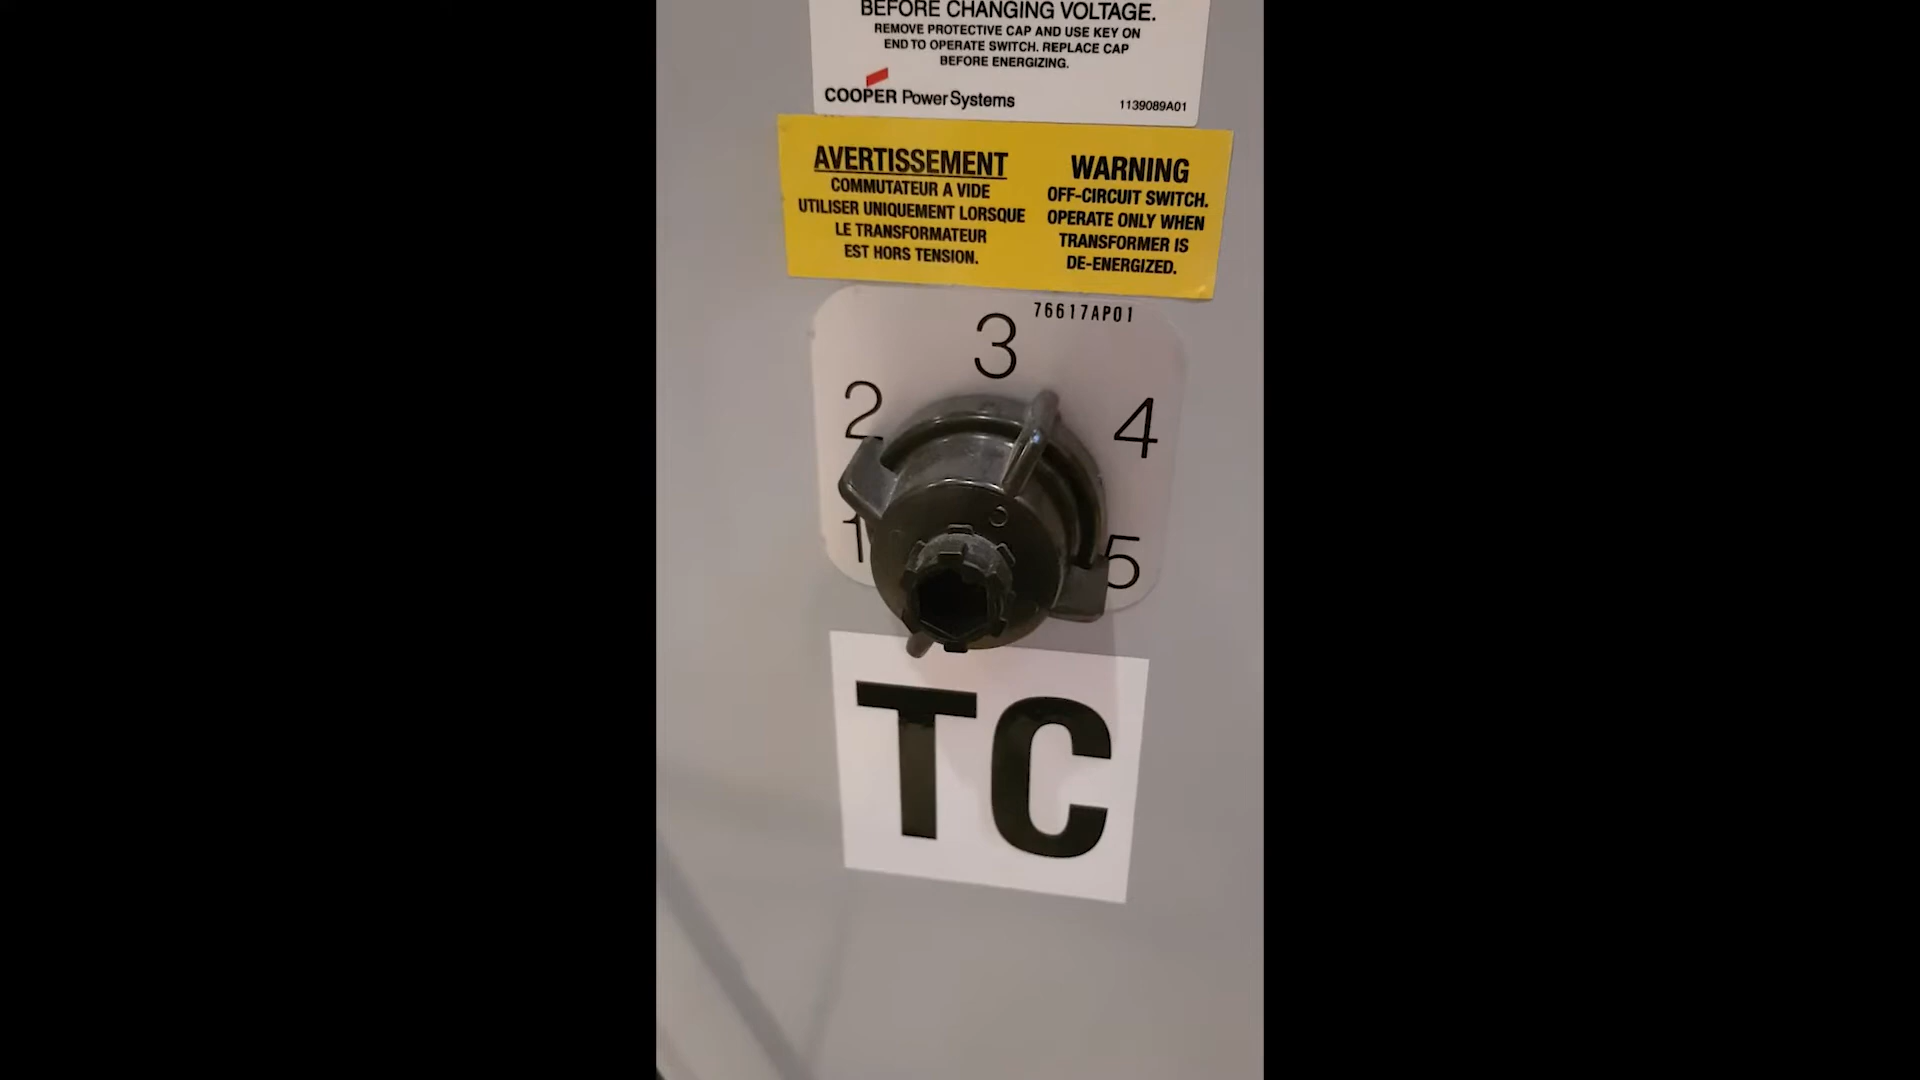 BEFORE CHANGING VOLTAGE.
REMOVE PROTECTIVE CAP AND USE KEY ON
END TO OPERATE SWITCH. REPLACE CAP
BEFORE ENERGIZING.
COOPER Power Systems
1139089A01
AVERTISSEMENT
COMMUTATEUR A VIDE
UTILISER UNIQUEMENT LORSQUE
LE TRANSFORMATEUR
EST HORS TENSION.
WARNING
OFF-CIRCUIT SWITCH.
OPERATE ONLY WHEN
TRANSFORMER IS
DE-ENERGIZED.
76617AP01
3
2
4
1
5
TC